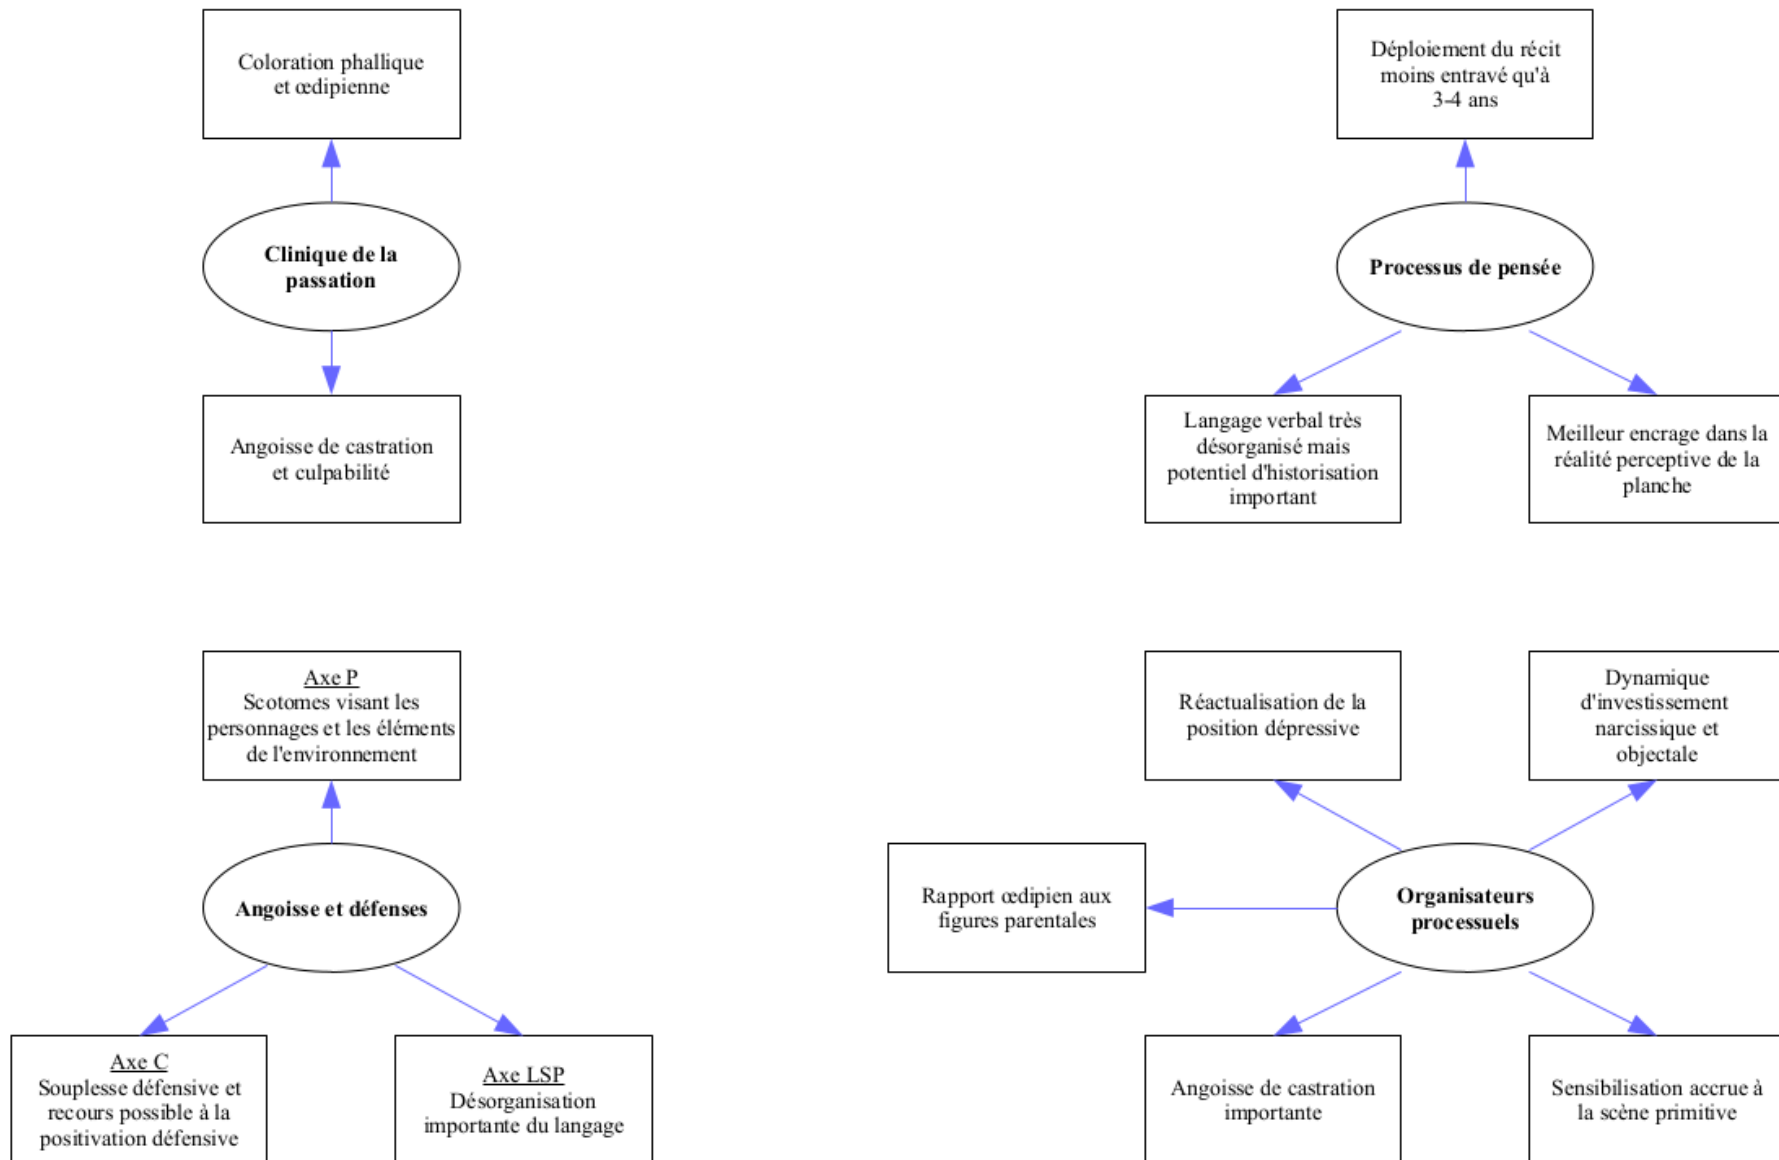 Coloration phallique
et œdipienne
Clinique de la
passation
Angoisse de castration
et culpabilité
Déploiement du récit
moins entravé qu'à
3-4 ans
Processus de pensée
Langage verbal très
désorganisé mais
potentiel d'historisation
important
Meilleur encrage dans la
réalité perceptive de la
planche
Axe P
Scotomes visant les
personnages et les éléments
de l'environnement
Angoisse et défenses
Axe C
Souplesse défensive et
recours possible à la
positivation défensive
Axe LSP
Désorganisation
importante du langage
Réactualisation de la
position dépressive
Dynamique
d'investissement
narcissique et
objectale
Rapport œdipien aux
figures parentales
Organisateurs
processuels
Angoisse de castration
importante
Sensibilisation accrue à
la scène primitive